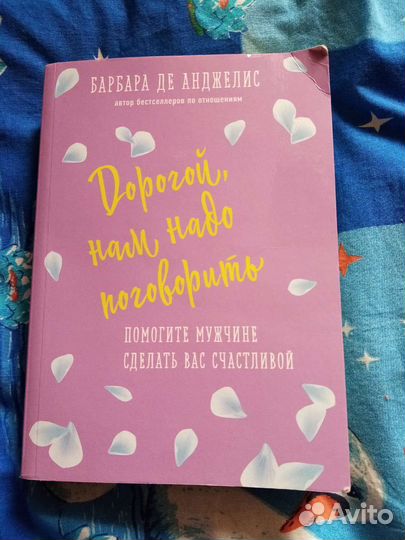 БАРБАРА ДЕ АНДЖЕЛИС
автор бестселлеров по отношениям
Дорогой,
нам надо
поговорить
ПОМОГИТЕ МУЖЧИНЕ
СДЕЛАТЬ ВАС СЧАСТЛИВОЙ
Avito